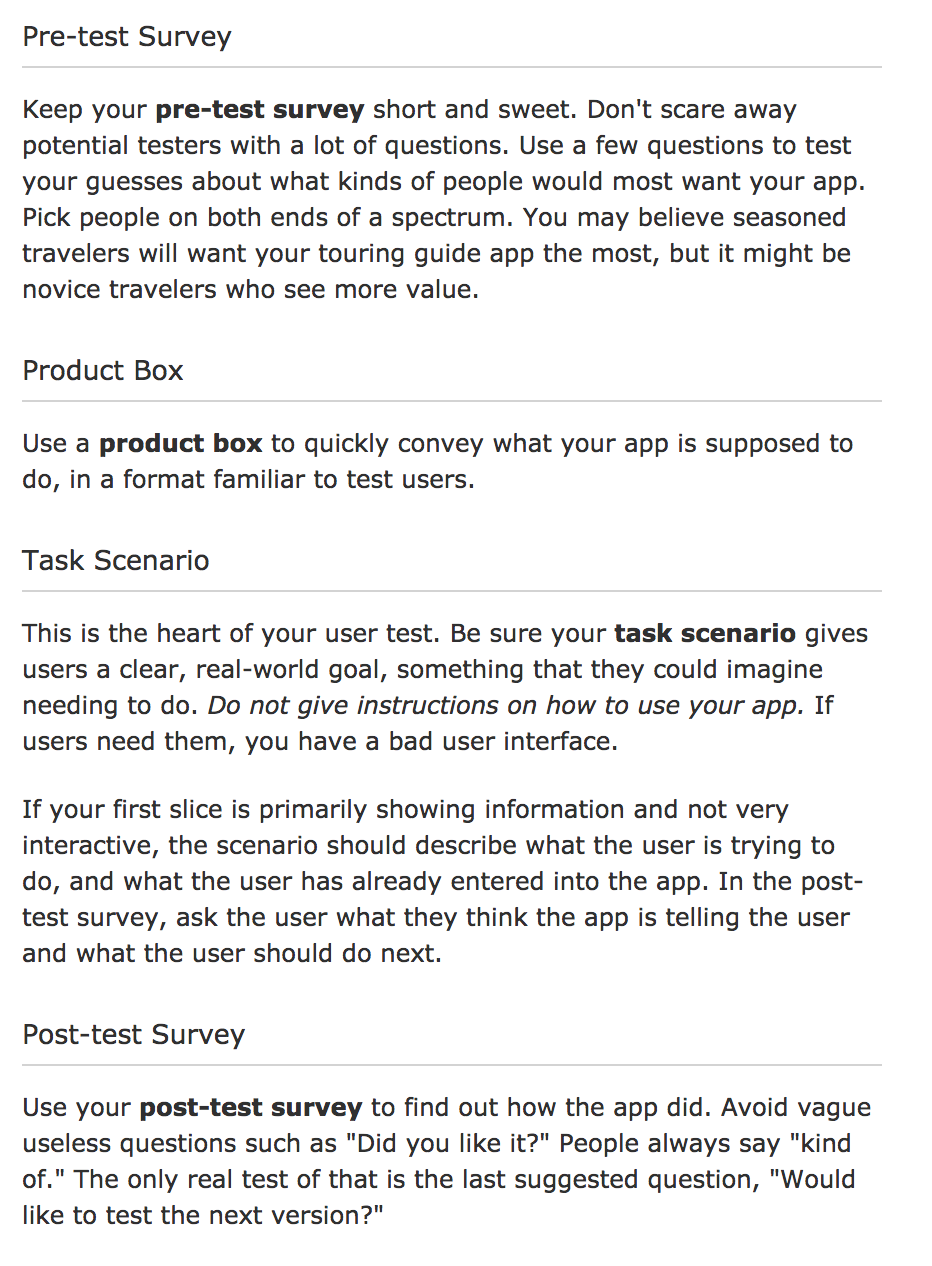 Pre-test Survey
Keep your pre-test survey short and sweet. Don't scare away
potential testers with a lot of questions. Use a few questions to test
your guesses about what kinds of people would most want your app.
Pick people on both ends of a spectrum. You may believe seasoned
travelers will want your touring guide app the most, but it might be
novice travelers who see more value.
Product Box
Use a product box to quickly convey what your app is supposed to
do, in a format familiar to test users.
Task Scenario
This is the heart of your user test. Be sure your task scenario gives
users a clear, real-world goal, something that they could imagine
needing to do. Do not give instructions on how to use your app. If
users need them, you have a bad user interface.
If your first slice is primarily showing information and not very
interactive, the scenario should describe what the user is trying to
do, and what the user has already entered into the app. In the post-
test survey, ask the user what they think the app is telling the user
and what the user should do next.
Post-test Survey
Use your post-test survey to find out how the app did. Avoid vague
useless questions such as "Did you like it?" People always say "kind
of." The only real test of that is the last suggested question, "Would
like to test the next version?"